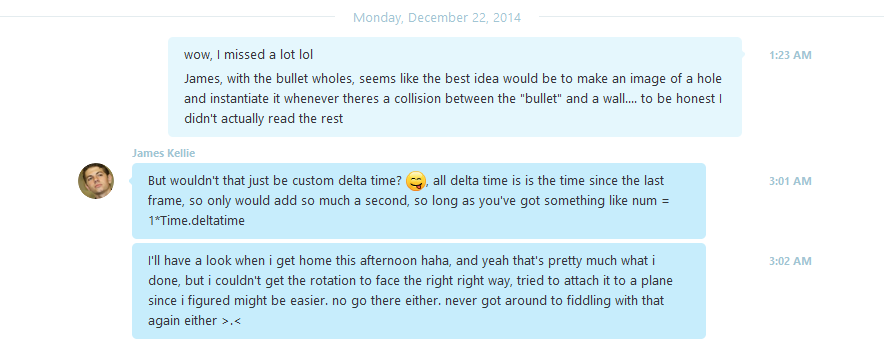 Monday, December 22, 2014
wow, I missed a lot lol
1:23 AM
James, with the bullet wholes, seems like the best idea would be to make an image of a hole
and instantiate it whenever theres a collision between the "bullet" and a wall.... to be honest I
didn't actually read the rest
James Kellie
But wouldn't that just be custom delta time? 😜, all delta time is is the time since the last
3:01 AM
frame, so only would add so much a second, so long as you've got something like num =
1*Time.deltatime
I'll have a look when i get home this afternoon haha, and yeah that's pretty much what i
3:02 AM
done, but i couldn't get the rotation to face the right right way, tried to attach it to a plane
since i figured might be easier. no go there either. never got around to fiddling with that
again either >.<